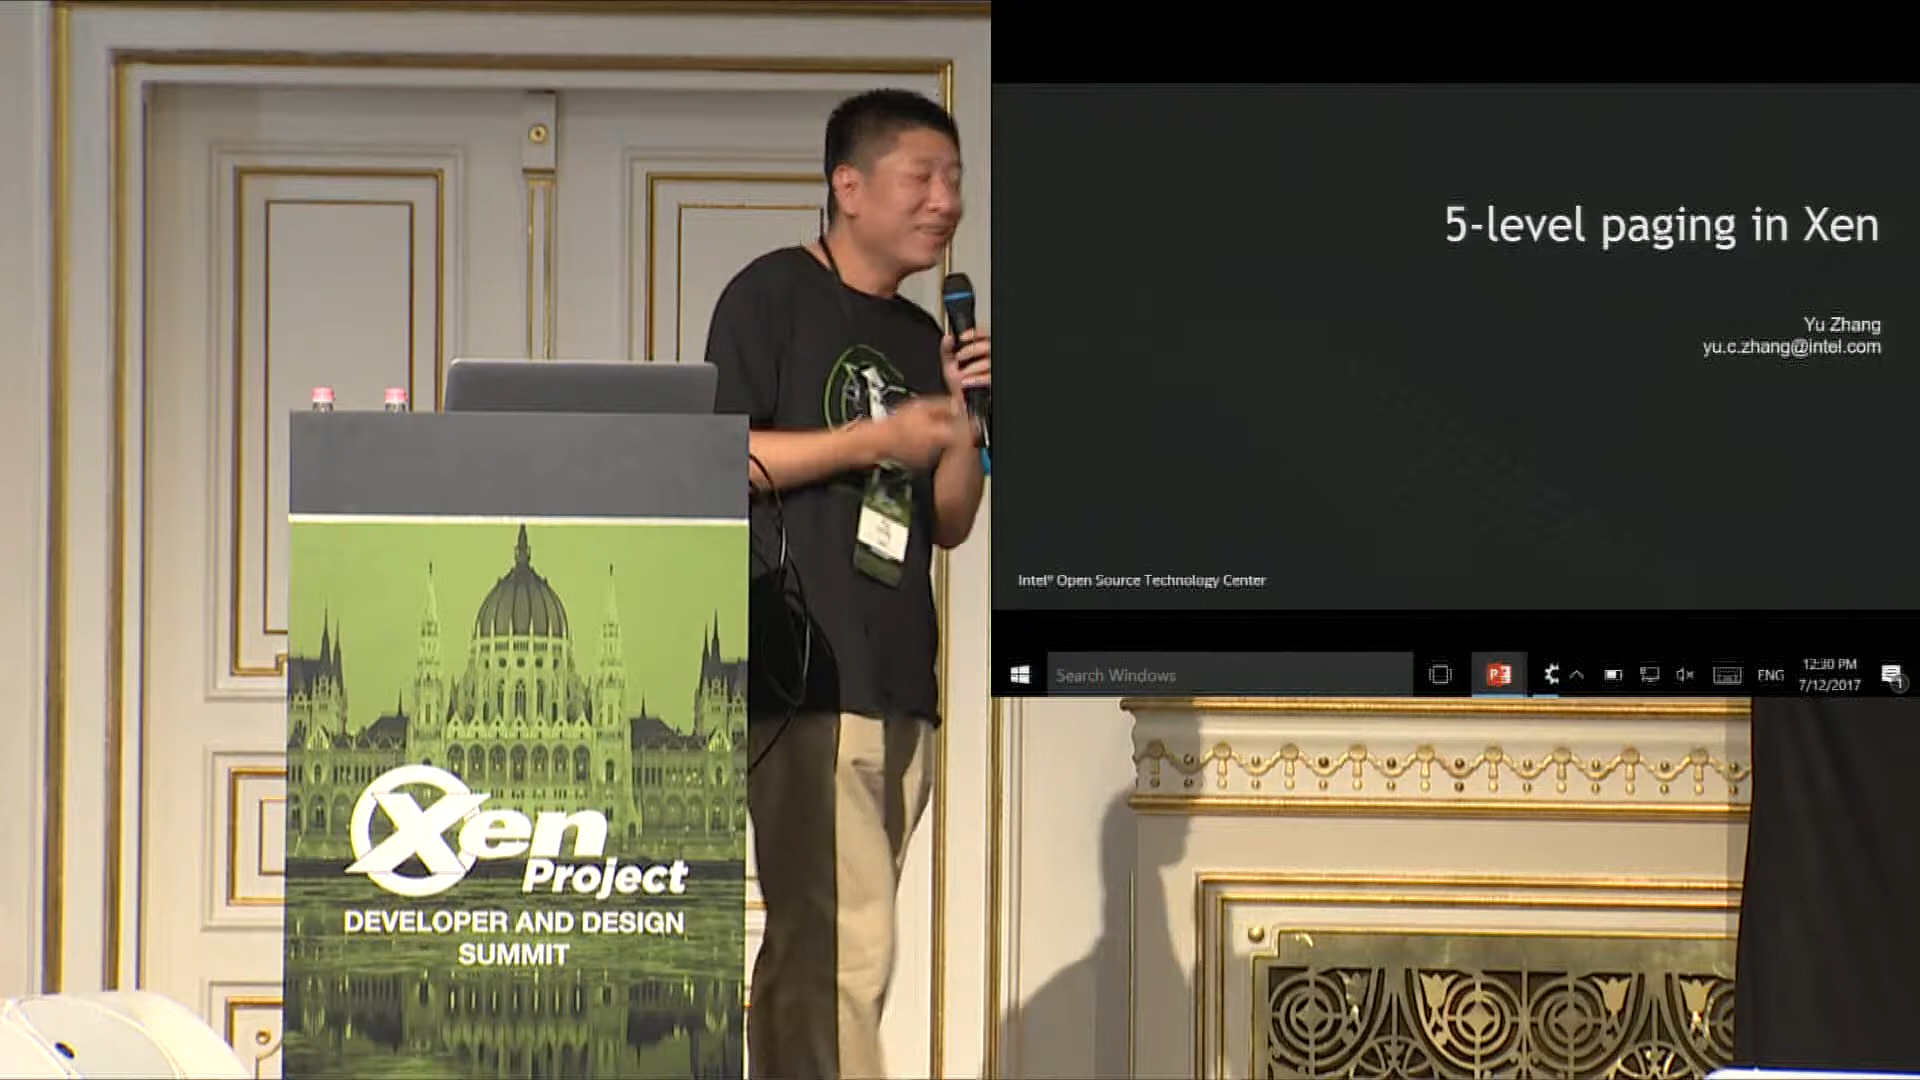 5-level paging in Xen
Yu Zhang
yu.c.zhang@intel.com
Intel® Open Source Technology Center
Search Windows
ENG
12:30 PM
7/12/2017
1
Xen
Project
DEVELOPER AND DESIGN
SUMMIT